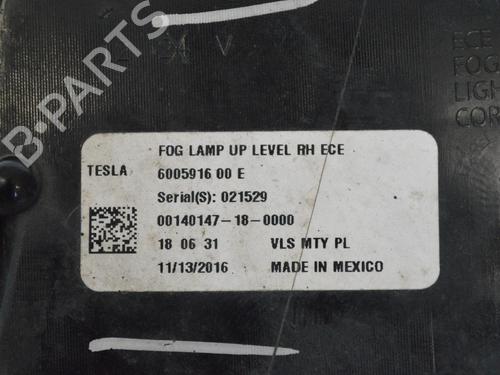 V
ECE
FOG
LIGH
COR
FOG LAMP UP LEVEL RH ECE
TESLA 6005916 00 E
Serial(S): 021529
00140147-18-0000
18 06 31 VLS MTY PL
11/13/2016 MADE IN MEXICO